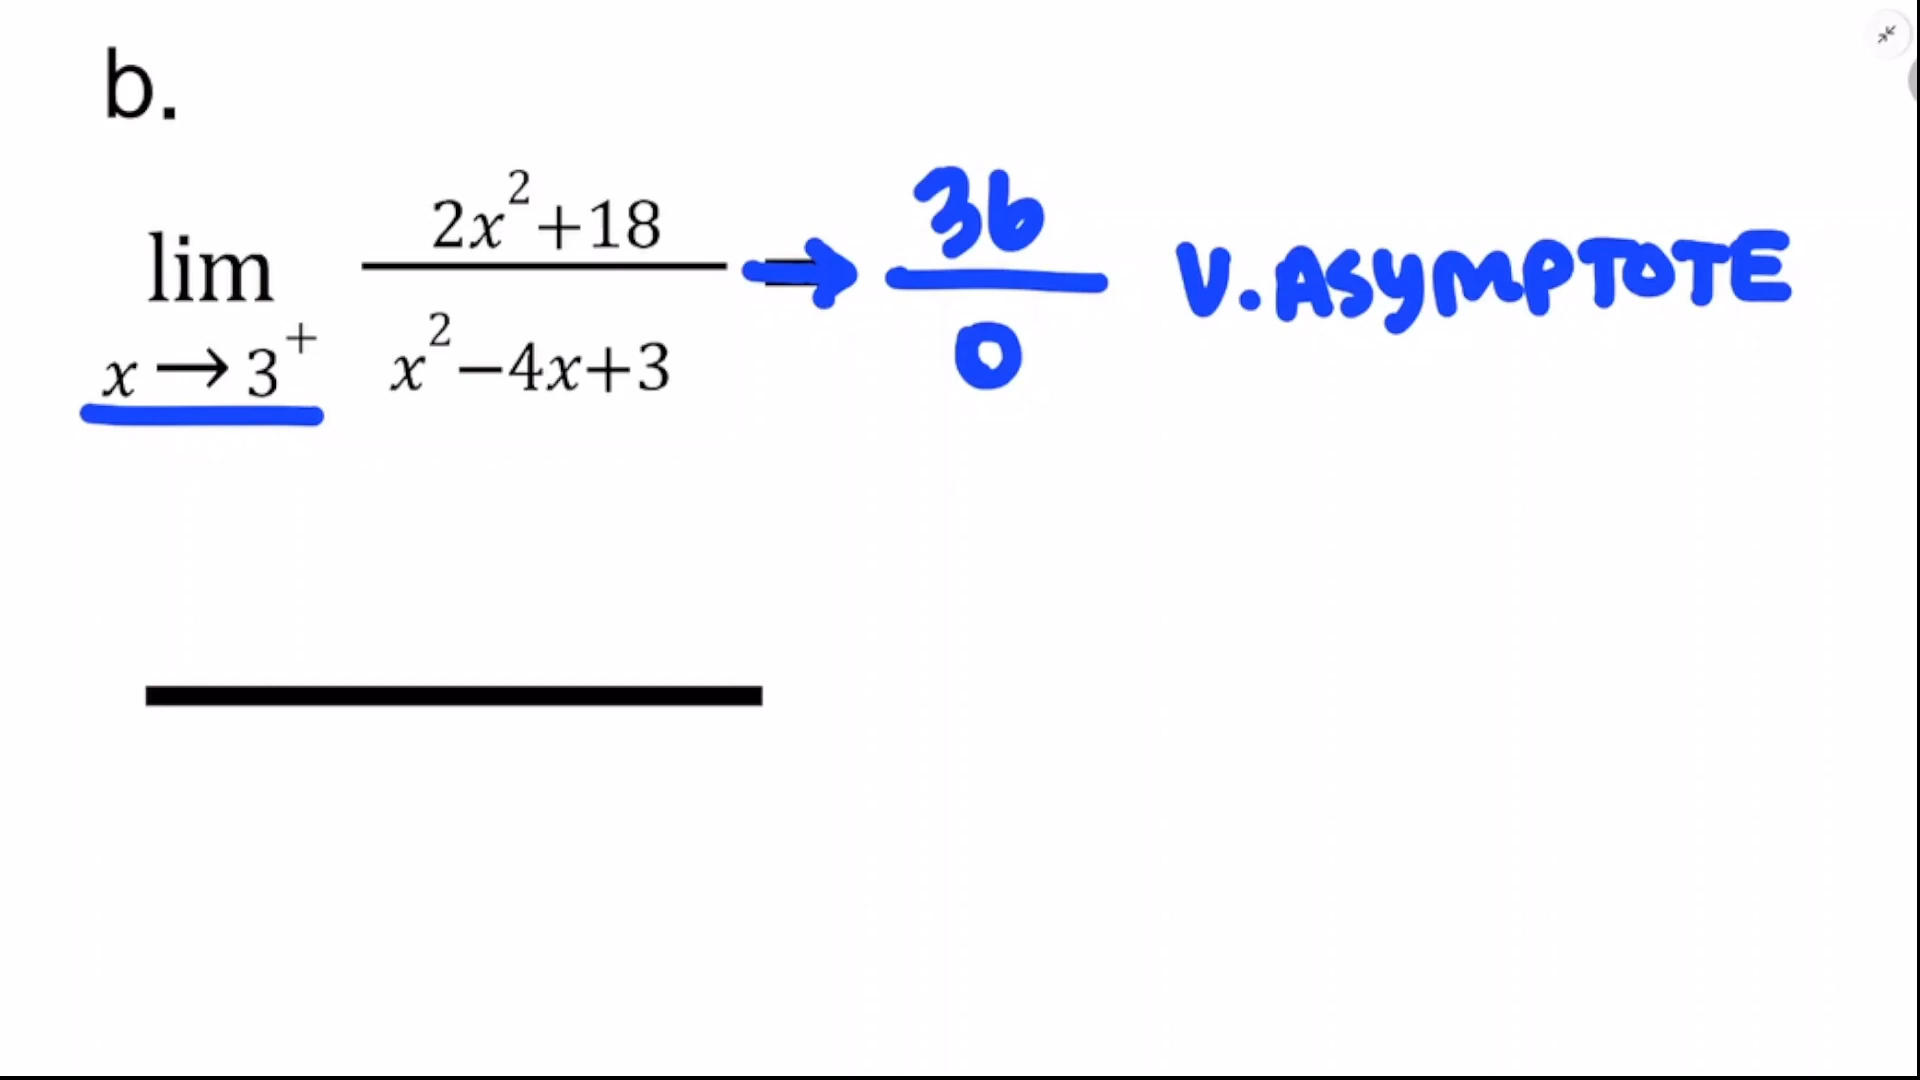 b.
lim x→3⁺ (2x²+18)/(x²−4x+3) = → 36/0 V. ASYMPTOTE